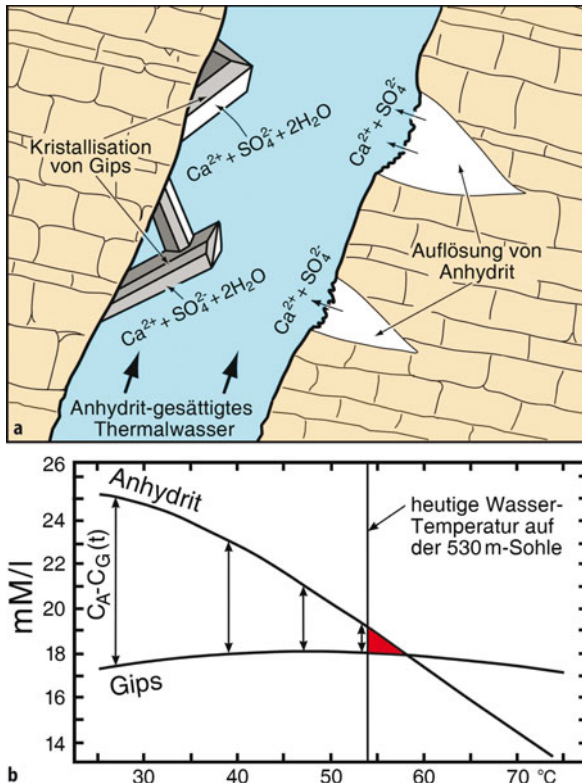 Kristallisation
von Gips
Ca²⁺ + SO₄²⁻ + 2H₂O
Ca²⁺ + SO₄²⁻ + 2H₂O
Ca²⁺ + SO₄²⁻
Ca²⁺ + SO₄²⁻
Auflösung von
Anhydrit
Anhydrit-gesättigtes
Thermalwasser
a
26
24
22
20
18
16
14
mM/l
Anhydrit
C_A-C_G(t)
Gips
heutige Wasser-
Temperatur auf
der 530 m-Sohle
30 40 50 60 70 °C
b